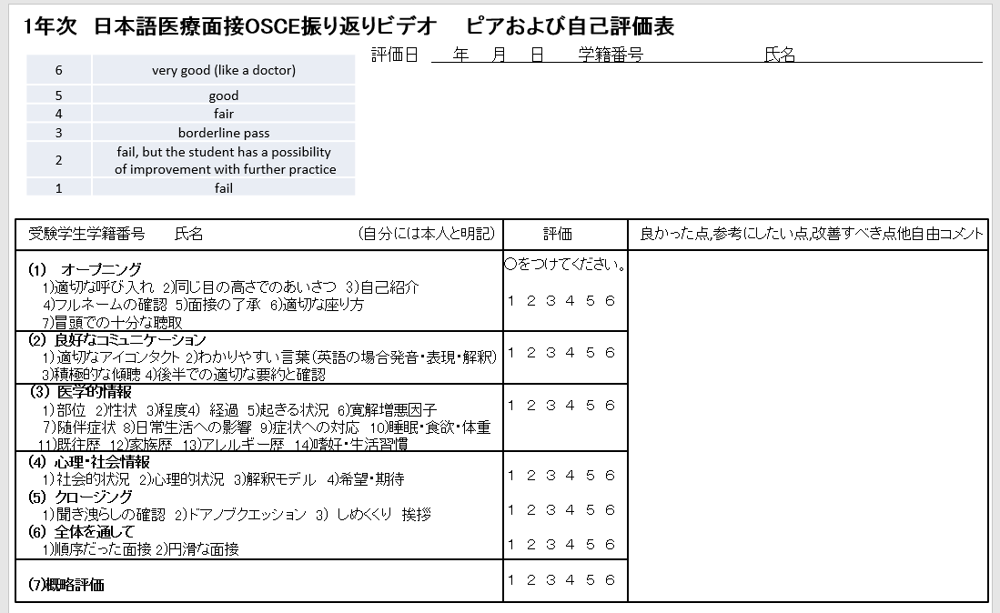 1年次　日本語医療面接OSCE振り返りビデオ　ピアおよび自己評価表
評価日　年　月　日　学籍番号　氏名
6 very good (like a doctor)
5 good
4 fair
3 borderline pass
2 fail, but the student has a possibility
of improvement with further practice
1 fail
受験学生学籍番号　氏名　(自分には本人と明記) 評価 良かった点,参考にしたい点,改善すべき点他自由コメント
(1)　オープニング
○をつけてください。
1)適切な呼び入れ 2)同じ目の高さでのあいさつ 3)自己紹介
4)フルネームの確認 5)面接の了承 6)適切な座り方
1 2 3 4 5 6
7)冒頭での十分な聴取
(2) 良好なコミュニケーション
1)適切なアイコンタクト 2)わかりやすい言葉(英語の場合発音・表現・解釈)
1 2 3 4 5 6
3)積極的な傾聴 4)後半での適切な要約と確認
(3) 医学的情報
1)部位 2)性状 3)程度4) 経過 5)起きる状況 6)寛解増悪因子
1 2 3 4 5 6
7)随伴症状 8)日常生活への影響 9)症状への対応 10)睡眠・食欲・体重
11)既往歴 12)家族歴 13)アレルギー歴 14)嗜好・生活習慣
(4) 心理・社会情報
1)社会的状況 2)心理的状況 3)解釈モデル 4)希望・期待
1 2 3 4 5 6
(5) クロージング
1)聞き洩らしの確認 2)ドアノブクエッション 3) しめくくり 挨拶
1 2 3 4 5 6
(6) 全体を通して
1)順序だった面接 2)円滑な面接
1 2 3 4 5 6
(7)概略評価
1 2 3 4 5 6